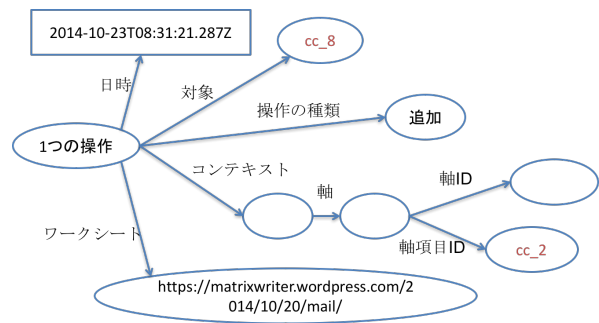 2014-10-23T08:31:21.287Z
cc_8
日時
対象
操作の種類
追加
1つの操作
コンテキスト
軸
軸ID
ワークシート
軸項目ID
cc_2
https://matrixwriter.wordpress.com/2
014/10/20/mail/